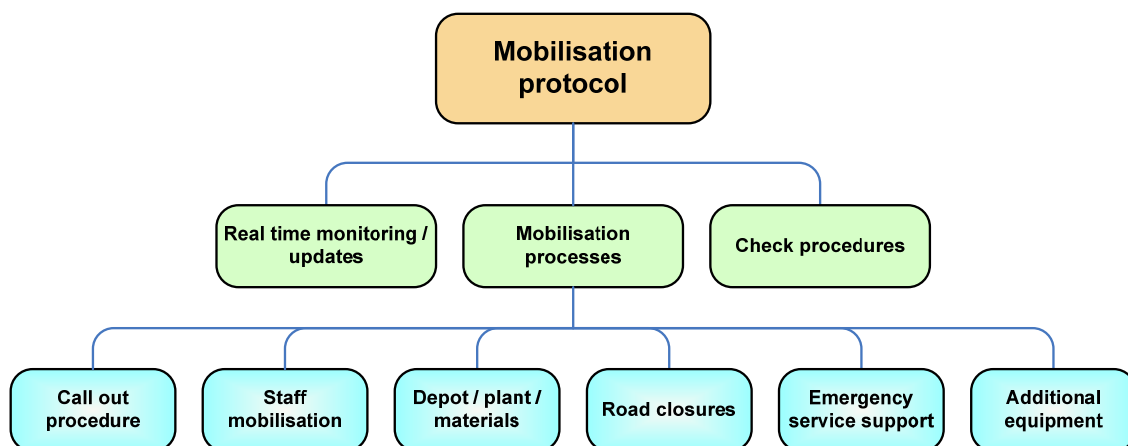 Mobilisation
protocol
Real time monitoring /
updates
Mobilisation
processes
Check procedures
Call out
procedure
Staff
mobilisation
Depot / plant /
materials
Road closures
Emergency
service support
Additional
equipment